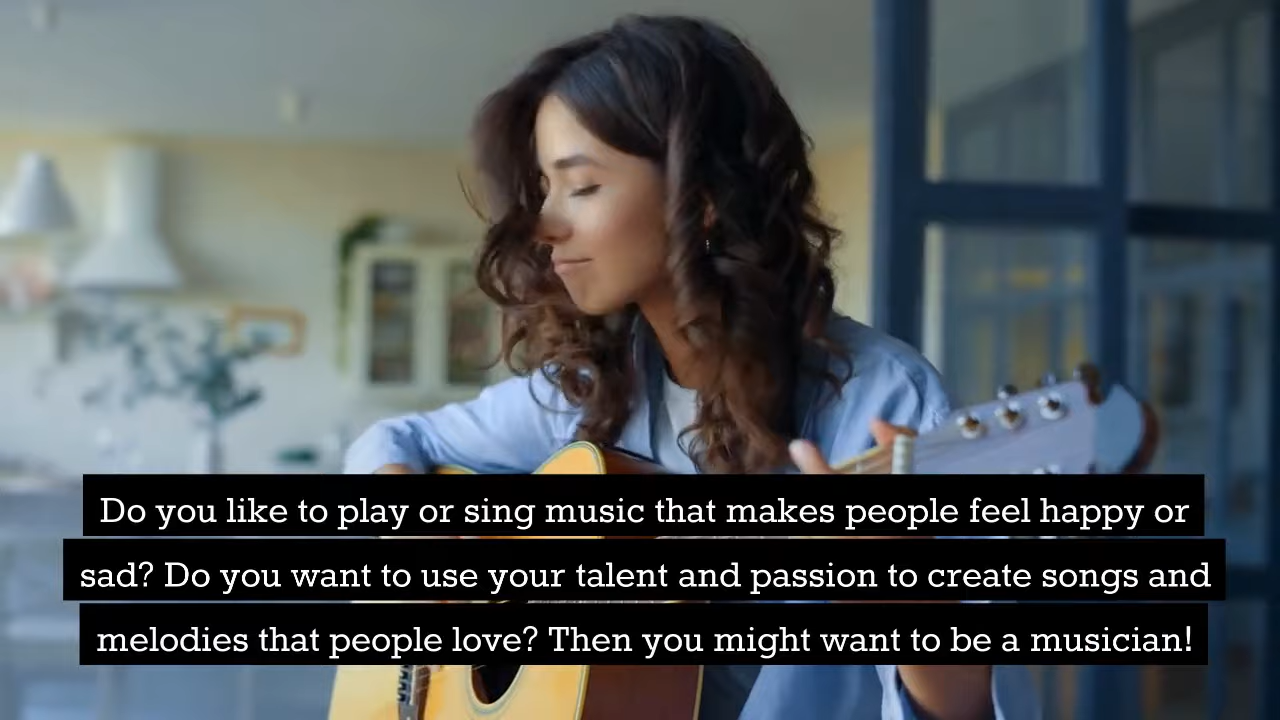 Do you like to play or sing music that makes people feel happy or
sad? Do you want to use your talent and passion to create songs and
melodies that people love? Then you might want to be a musician!